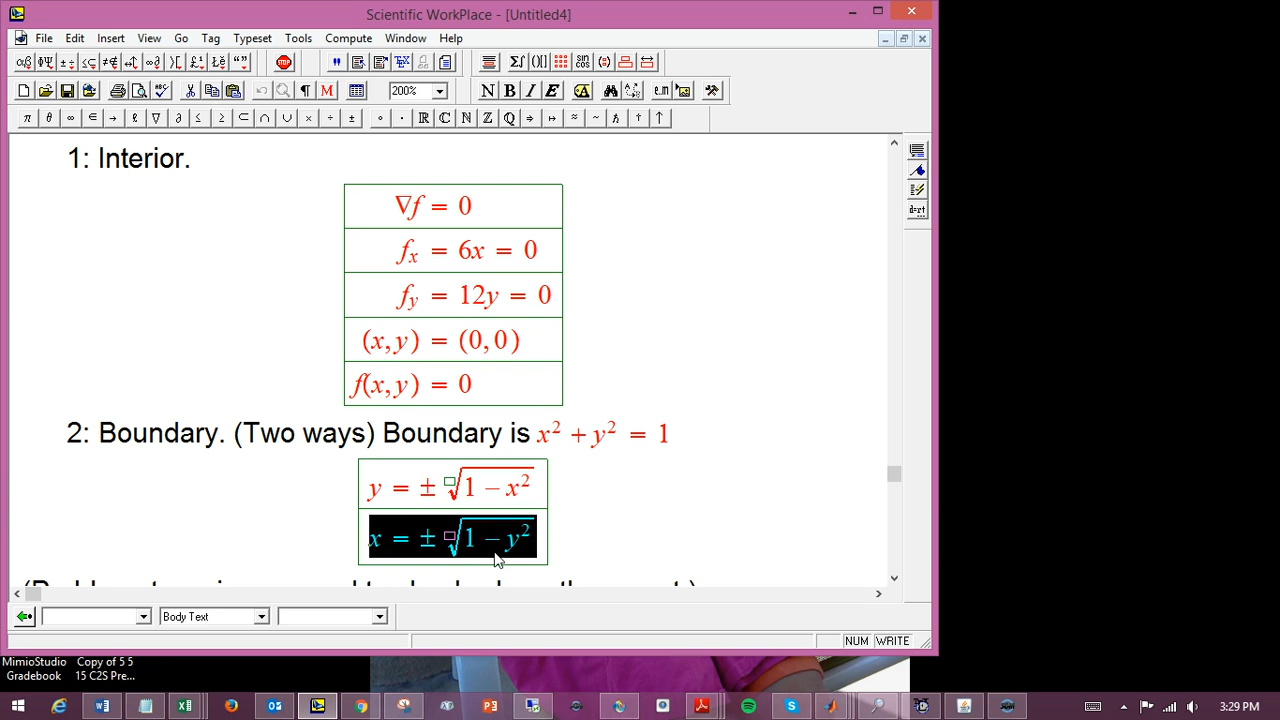 Scientific WorkPlace - [Untitled4]
File Edit Insert View Go Tag Typeset Tools Compute Window Help
200%
N B I E
π θ ∞ ∈ → ℓ ∇ ∂ ≤ ≥ ⊂ ∩ ∪ × ÷ ± ∘ · ℝ ℂ ℕ ℤ ℚ ⇒ ↦ ≈ ~ ℏ † ↑
1: Interior.
∇f = 0
fₓ = 6x = 0
f_y = 12y = 0
(x,y) = (0,0)
f(x,y) = 0
2: Boundary. (Two ways) Boundary is x² + y² = 1
y = ± √1 − x²
x = ± √1 − y²
Body Text
NUM WRITE
MimioStudio Copy of 5 5
Gradebook 15 C2S Pre...
3:29 PM